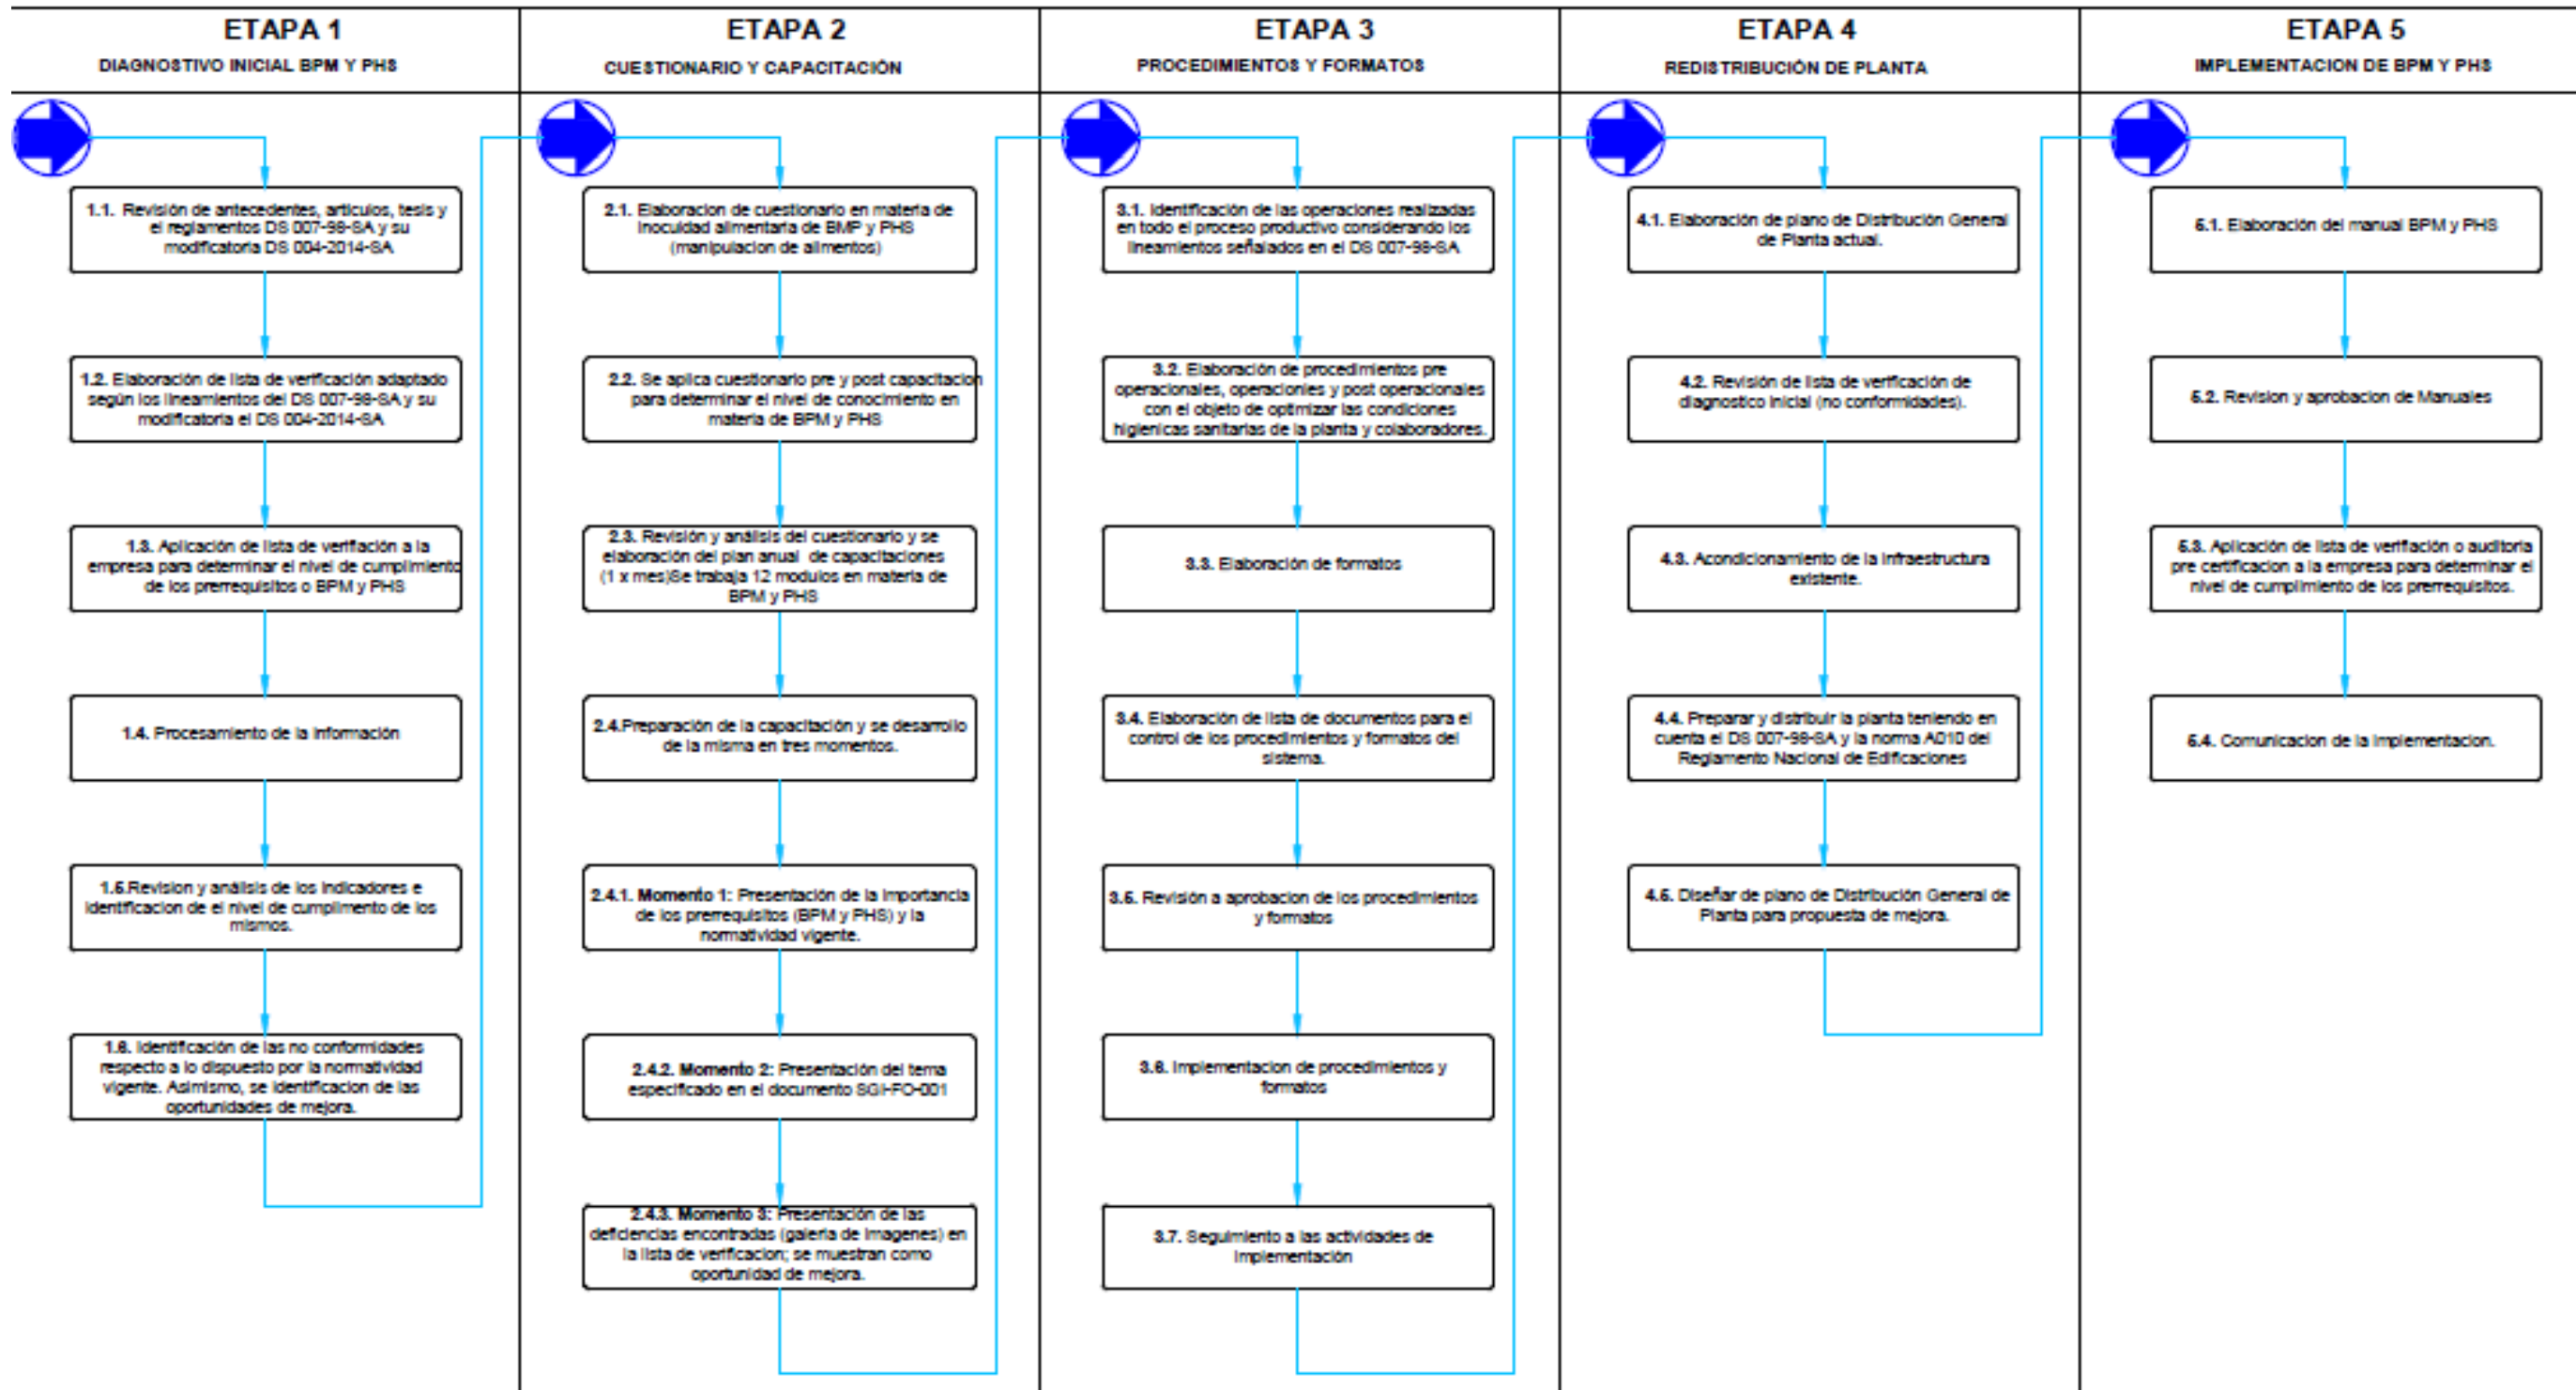 ETAPA 1
DIAGNOSTIVO INICIAL BPM Y PHS
1.1. Revisión de antecedentes, articulos, tesis y
el reglamentos DS 007-98-SA y su
modificatoria DS 004-2014-SA
1.2. Elaboración de lista de verificación adaptado
según los lineamientos del DS 007-98-SA y su
modificatoria el DS 004-2014-SA
1.3. Aplicación de lista de verifiación a la
empresa para determinar el nivel de cumplimiento
de los prerrequisitos o BPM y PHS
1.4. Procesamiento de la información
1.5.Revision y análisis de los indicadores e
identificacion de el nivel de cumplimento de los
mismos.
1.6. Identificación de las no conformidades
respecto a lo dispuesto por la normatividad
vigente. Asimismo, se identificacion de las
oportunidades de mejora.
ETAPA 2
CUESTIONARIO Y CAPACITACIÓN
2.1. Elaboracion de cuestionario en materia de
inocuidad alimentaria de BMP y PHS
(manipulacion de alimentos)
2.2. Se aplica cuestionario pre y post capacitacion
para determinar el nivel de conocimiento en
materia de BPM y PHS
2.3. Revisión y análisis del cuestionario y se
elaboración del plan anual de capacitaciones
(1 x mes)Se trabaja 12 modulos en materia de
BPM y PHS
2.4.Preparación de la capacitación y se desarrollo
de la misma en tres momentos.
2.4.1. Momento 1: Presentación de la importancia
de los prerrequisitos (BPM y PHS) y la
normatividad vigente.
2.4.2. Momento 2: Presentación del tema
especificado en el documento SGI-FO-001
2.4.3. Momento 3: Presentación de las
deficiencias encontradas (galeria de imagenes) en
la lista de verificacion; se muestran como
oportunidad de mejora.
ETAPA 3
PROCEDIMIENTOS Y FORMATOS
3.1. Identificación de las operaciones realizadas
en todo el proceso productivo considerando los
lineamientos señalados en el DS 007-98-SA
3.2. Elaboración de procedimientos pre
operacionales, operacionles y post operacionales
con el objeto de optimizar las condiciones
higienicas sanitarias de la planta y colaboradores.
3.3. Elaboración de formatos
3.4. Elaboración de lista de documentos para el
control de los procedimientos y formatos del
sistema.
3.5. Revisión a aprobacion de los procedimientos
y formatos
3.6. Implementacion de procedimientos y
formatos
3.7. Seguimiento a las actividades de
implementación
ETAPA 4
REDISTRIBUCIÓN DE PLANTA
4.1. Elaboración de plano de Distribución General
de Planta actual.
4.2. Revisión de lista de verificación de
diagnostico inicial (no conformidades).
4.3. Acondicionamiento de la infraestructura
existente.
4.4. Preparar y distribuir la planta teniendo en
cuenta el DS 007-98-SA y la norma A010 del
Reglamento Nacional de Edificaciones
4.5. Diseñar de plano de Distribución General de
Planta para propuesta de mejora.
ETAPA 5
IMPLEMENTACION DE BPM Y PHS
5.1. Elaboración del manual BPM y PHS
5.2. Revision y aprobacion de Manuales
5.3. Aplicación de lista de verifiación o auditoria
pre certificacion a la empresa para determinar el
nivel de cumplimiento de los prerrequisitos.
5.4. Comunicacion de la implementacion.